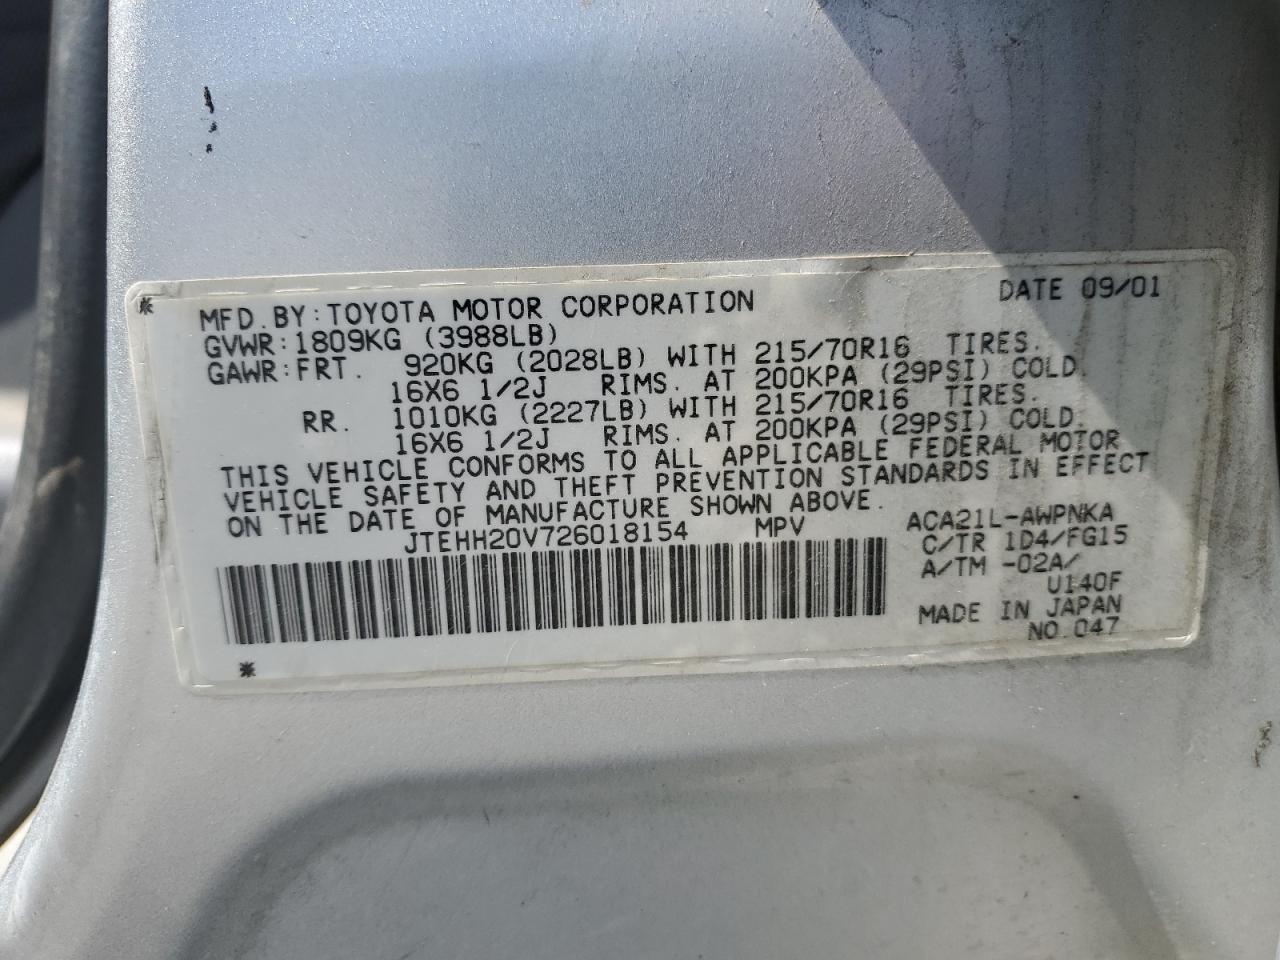 MFD. BY: TOYOTA MOTOR CORPORATION DATE 09/01
GVWR: 1809KG (3988LB)
GAWR: FRT. 920KG (2028LB) WITH 215/70R16 TIRES.
16X6 1/2J RIMS. AT 200KPA (29PSI) COLD.
RR. 1010KG (2227LB) WITH 215/70R16 TIRES.
16X6 1/2J RIMS. AT 200KPA (29PSI) COLD.
THIS VEHICLE CONFORMS TO ALL APPLICABLE FEDERAL MOTOR
VEHICLE SAFETY AND THEFT PREVENTION STANDARDS IN EFFECT
ON THE DATE OF MANUFACTURE SHOWN ABOVE.
JTEHH20V726018154 MPV
ACA21L-AWPNKA
C/TR 1D4/FG15
A/TM -02A/
U140F
MADE IN JAPAN
NO. 047